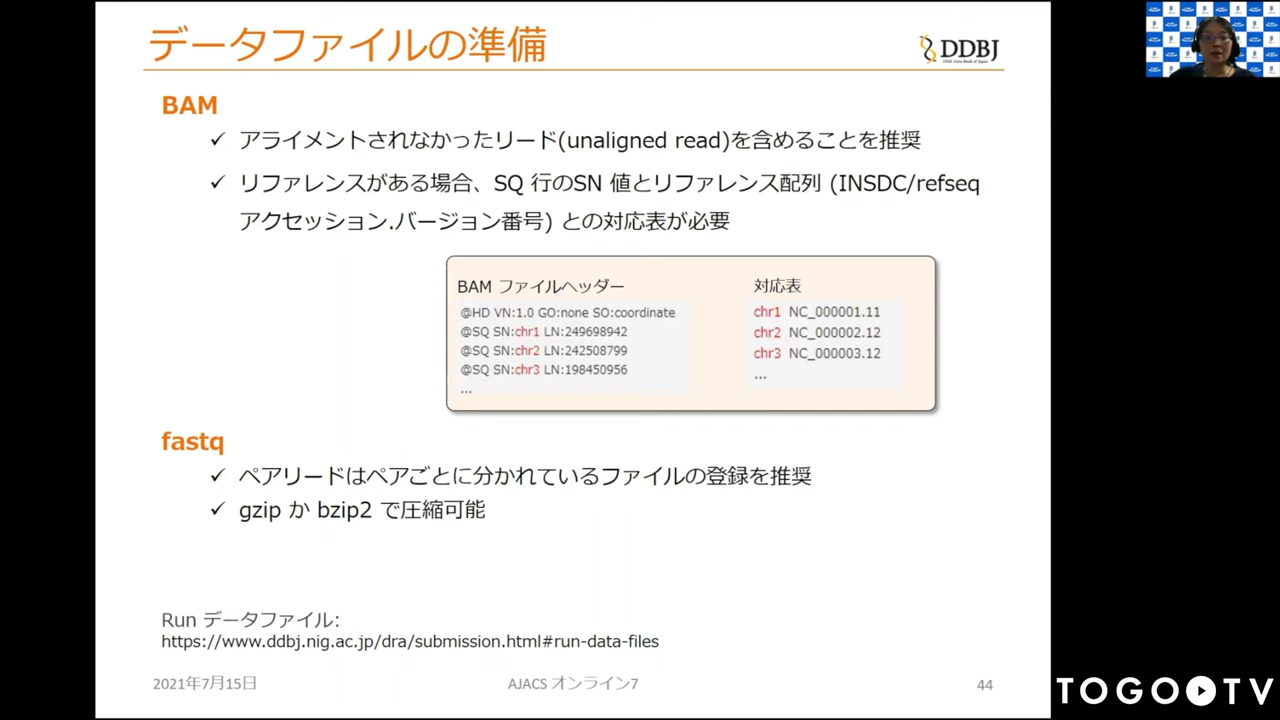 データファイルの準備
DDBJ
DNA Data Bank of Japan
BAM
✓ アライメントされなかったリード(unaligned read)を含めることを推奨
✓ リファレンスがある場合、SQ 行のSN 値とリファレンス配列 (INSDC/refseq
アクセッション.バージョン番号) との対応表が必要
BAM ファイルヘッダー
@HD VN:1.0 GO:none SO:coordinate
@SQ SN:chr1 LN:249698942
@SQ SN:chr2 LN:242508799
@SQ SN:chr3 LN:198450956
...
対応表
chr1 NC_000001.11
chr2 NC_000002.12
chr3 NC_000003.12
...
fastq
✓ ペアリードはペアごとに分かれているファイルの登録を推奨
✓ gzip か bzip2 で圧縮可能
Run データファイル:
https://www.ddbj.nig.ac.jp/dra/submission.html#run-data-files
2021年7月15日
AJACS オンライン7
44
TOGO TV